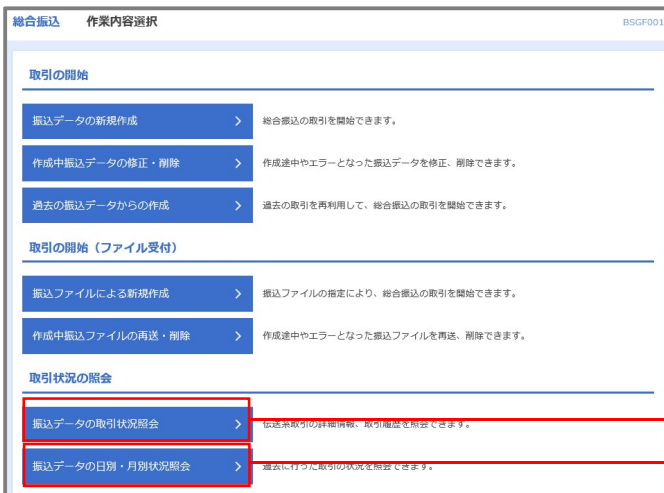 総合振込 作業内容選択 BSGF001
取引の開始
振込データの新規作成 総合振込の取引を開始できます。
作成中振込データの修正・削除 作成途中やエラーとなった振込データを修正、削除できます。
過去の振込データからの作成 過去の取引を再利用して、総合振込の取引を開始できます。
取引の開始（ファイル受付）
振込ファイルによる新規作成 振込ファイルの指定により、総合振込の取引を開始できます。
作成中振込ファイルの再送・削除 作成途中やエラーとなった振込ファイルを再送、削除できます。
取引状況の照会
振込データの取引状況照会 伝送系取引の詳細情報、取引履歴を照会できます。
振込データの日別・月別状況照会 過去に行った取引の状況を照会できます。